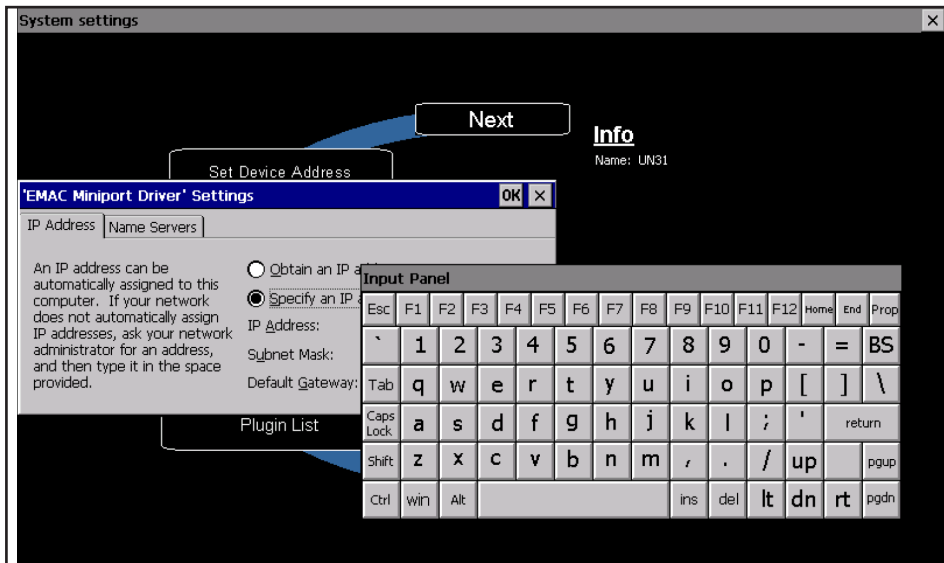 System settings
Next
Info
Name: UN31
Set Device Address
'EMAC Miniport Driver' Settings
OK
IP Address
Name Servers
An IP address can be
automatically assigned to this
computer. If your network
does not automatically assign
IP addresses, ask your network
administrator for an address,
and then type it in the space
provided.
Obtain an IP
Specify an IP
IP Address:
Subnet Mask:
Default Gateway:
Plugin List
Input Panel
Esc F1 F2 F3 F4 F5 F6 F7 F8 F9 F10 F11 F12 Home End Prop
` 1 2 3 4 5 6 7 8 9 0 - = BS
Tab q w e r t y u i o p [ ] \
Caps Lock a s d f g h j k l ; ' return
Shift z x c v b n m , . / up pgup
Ctrl win Alt ins del lt dn rt pgdn